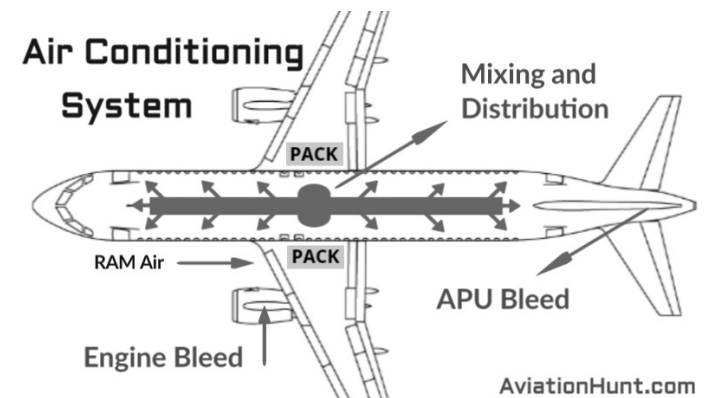 Air Conditioning
System
Mixing and
Distribution
PACK
PACK
RAM Air
APU Bleed
Engine Bleed
AviationHunt.com